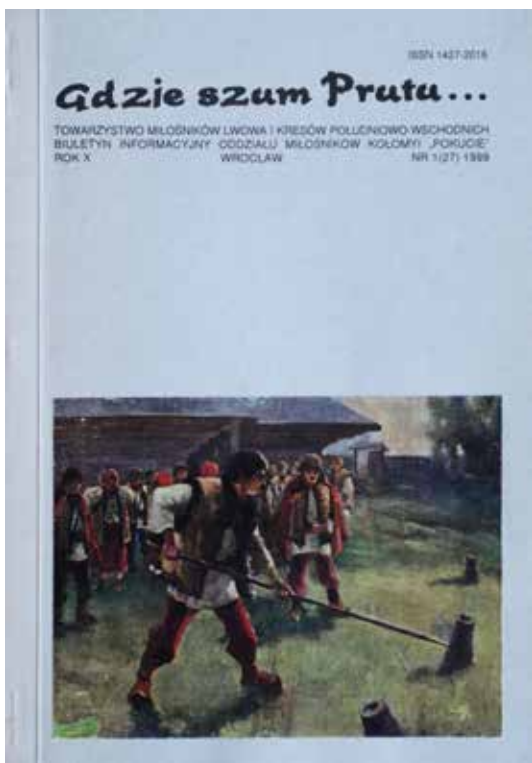 ISSN 1427-2016
Gdzie szum Prutu...
TOWARZYSTWO MIŁOŚNIKÓW LWOWA I KRESÓW POŁUDNIOWO-WSCHODNICH
BIULETYN INFORMACYJNY ODDZIAŁU MIŁOŚNIKÓW KOŁOMYI „POKUCIE"
ROK X WROCŁAW NR 1(27) 1999